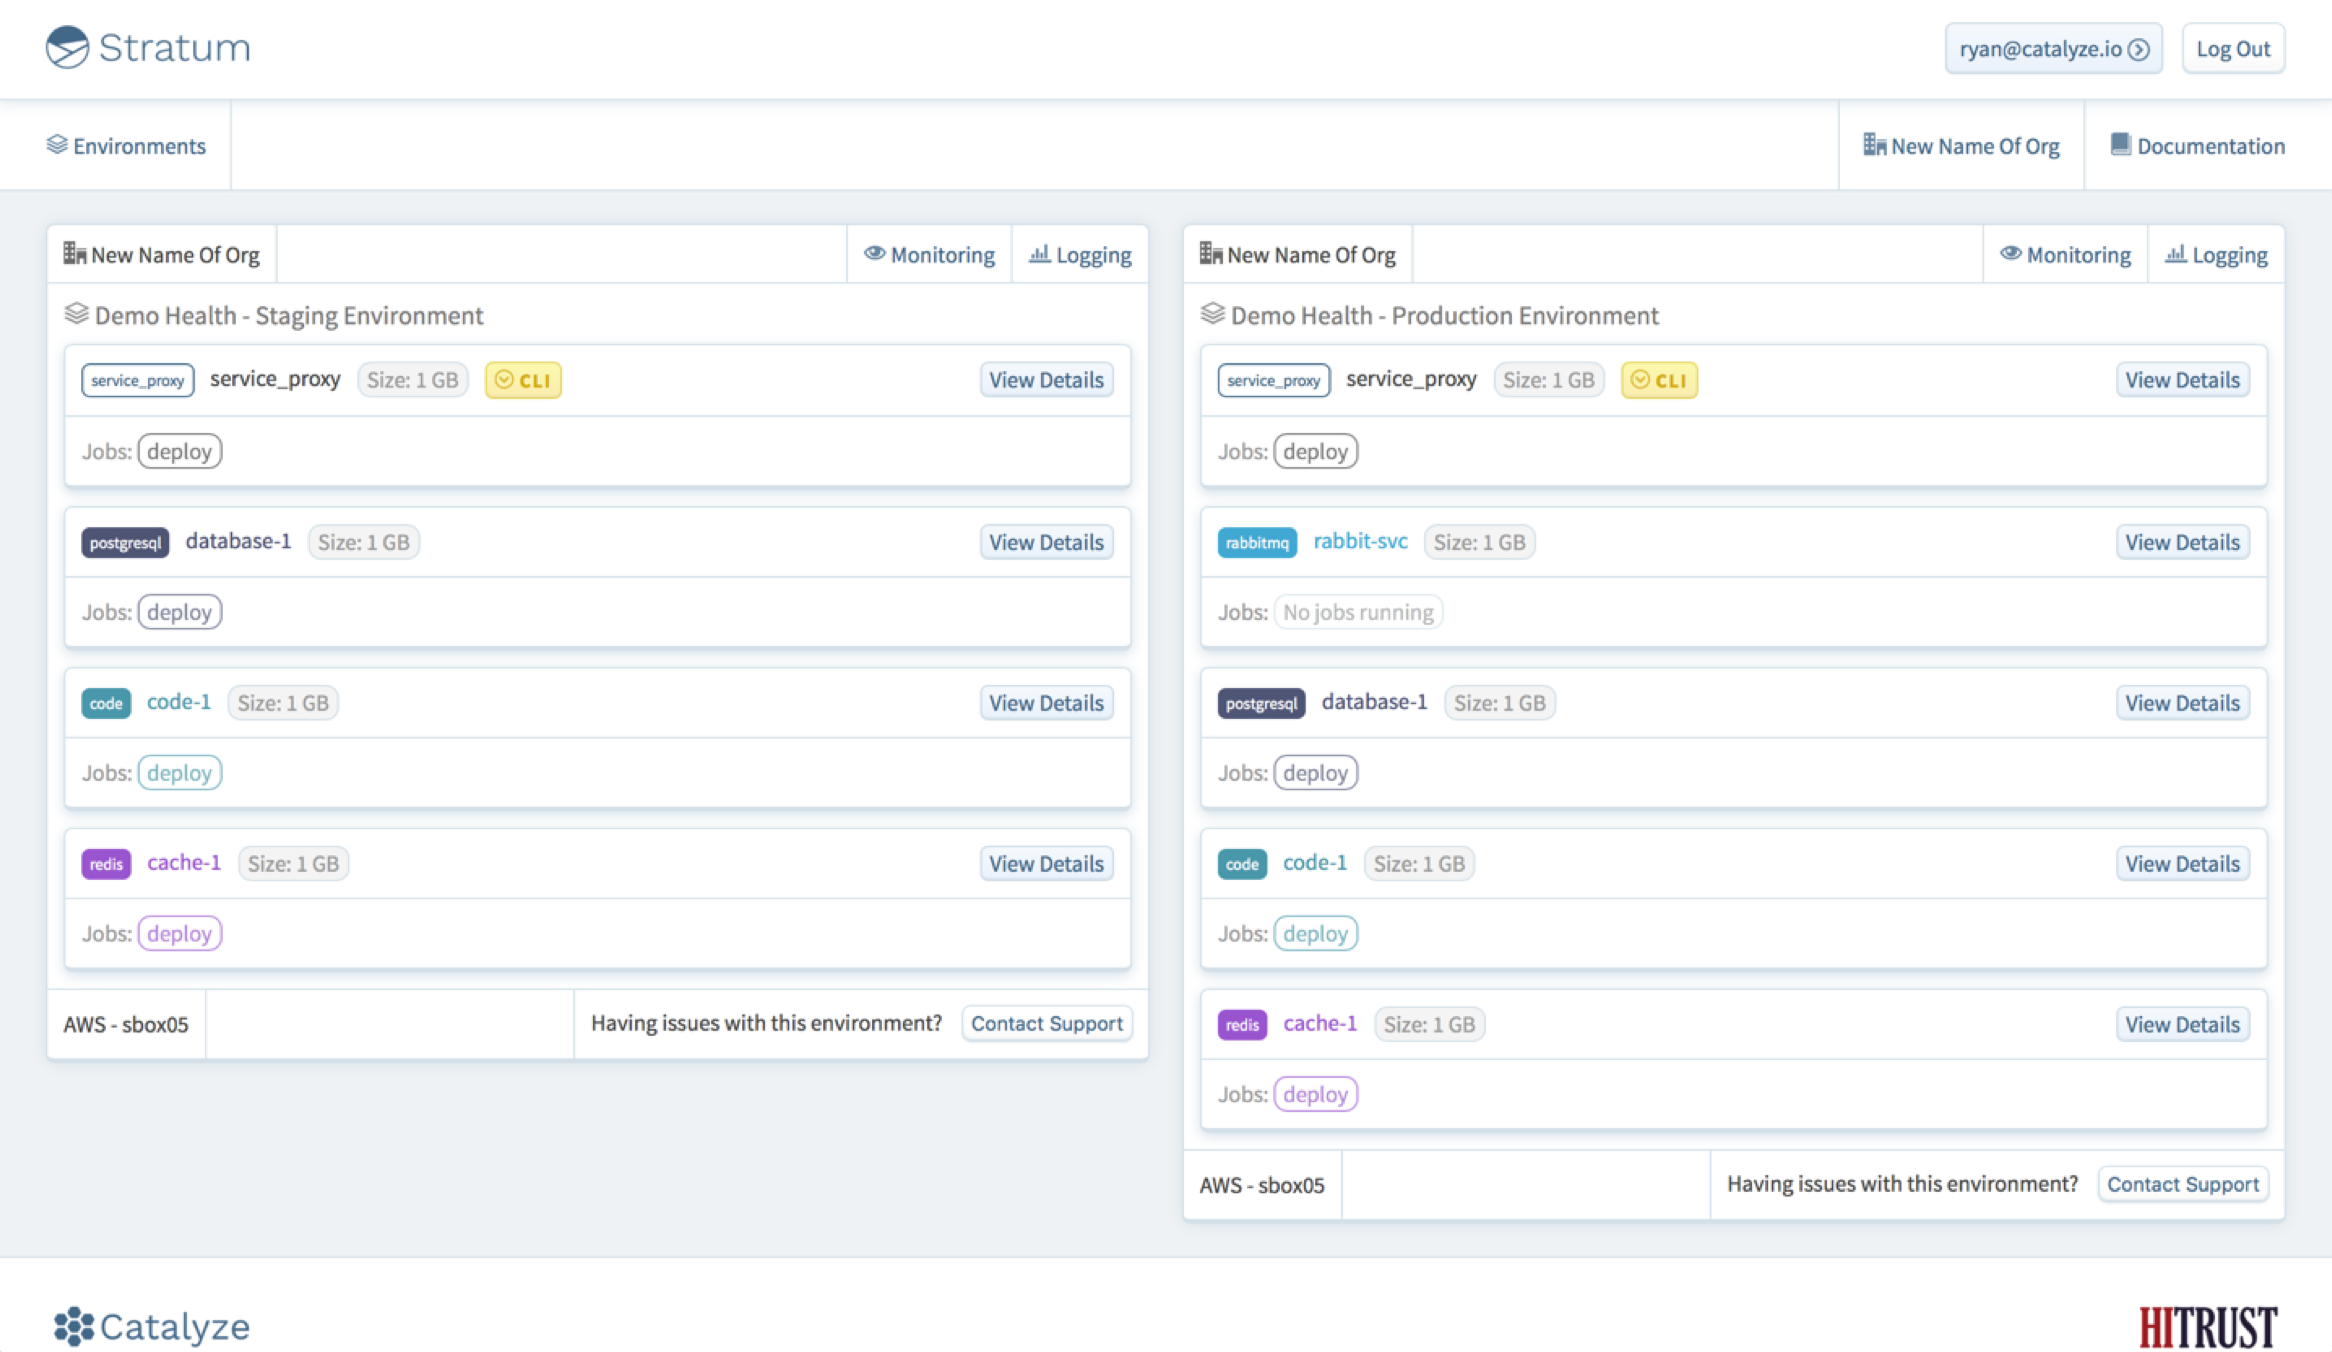 Stratum
ryan@catalyze.io Log Out
Environments
New Name Of Org Documentation
New Name Of Org Monitoring Logging
Demo Health - Staging Environment
service_proxy service_proxy Size: 1 GB CLI View Details
Jobs: deploy
postgresql database-1 Size: 1 GB View Details
Jobs: deploy
code code-1 Size: 1 GB View Details
Jobs: deploy
redis cache-1 Size: 1 GB View Details
Jobs: deploy
AWS - sbox05 Having issues with this environment? Contact Support
New Name Of Org Monitoring Logging
Demo Health - Production Environment
service_proxy service_proxy Size: 1 GB CLI View Details
Jobs: deploy
rabbitmq rabbit-svc Size: 1 GB View Details
Jobs: No jobs running
postgresql database-1 Size: 1 GB View Details
Jobs: deploy
code code-1 Size: 1 GB View Details
Jobs: deploy
redis cache-1 Size: 1 GB View Details
Jobs: deploy
AWS - sbox05 Having issues with this environment? Contact Support
Catalyze
HITRUST